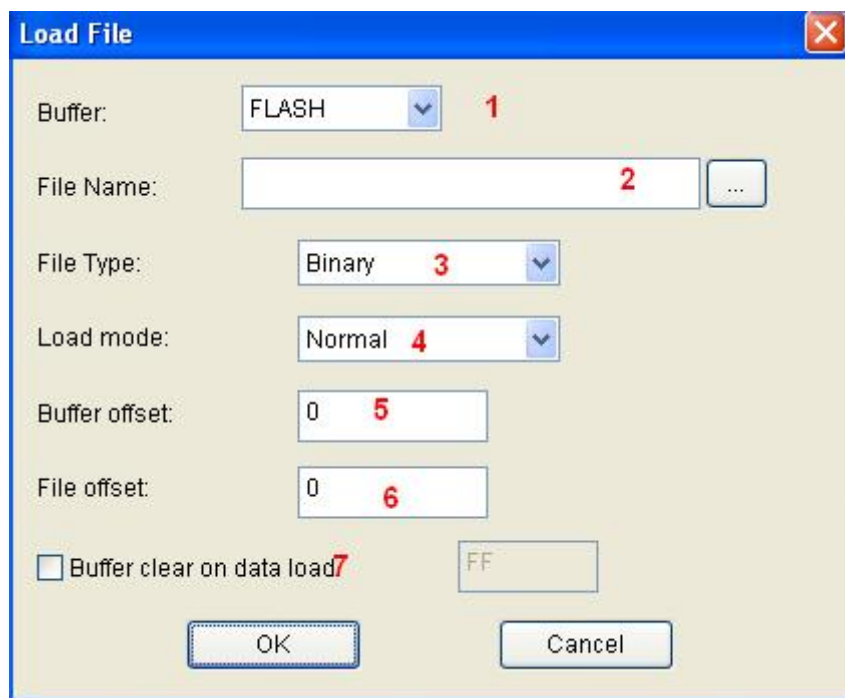 Load File
Buffer: FLASH 1
File Name: 2 ...
File Type: Binary 3
Load mode: Normal 4
Buffer offset: 0 5
File offset: 0 6
Buffer clear on data load 7 FF
OK Cancel